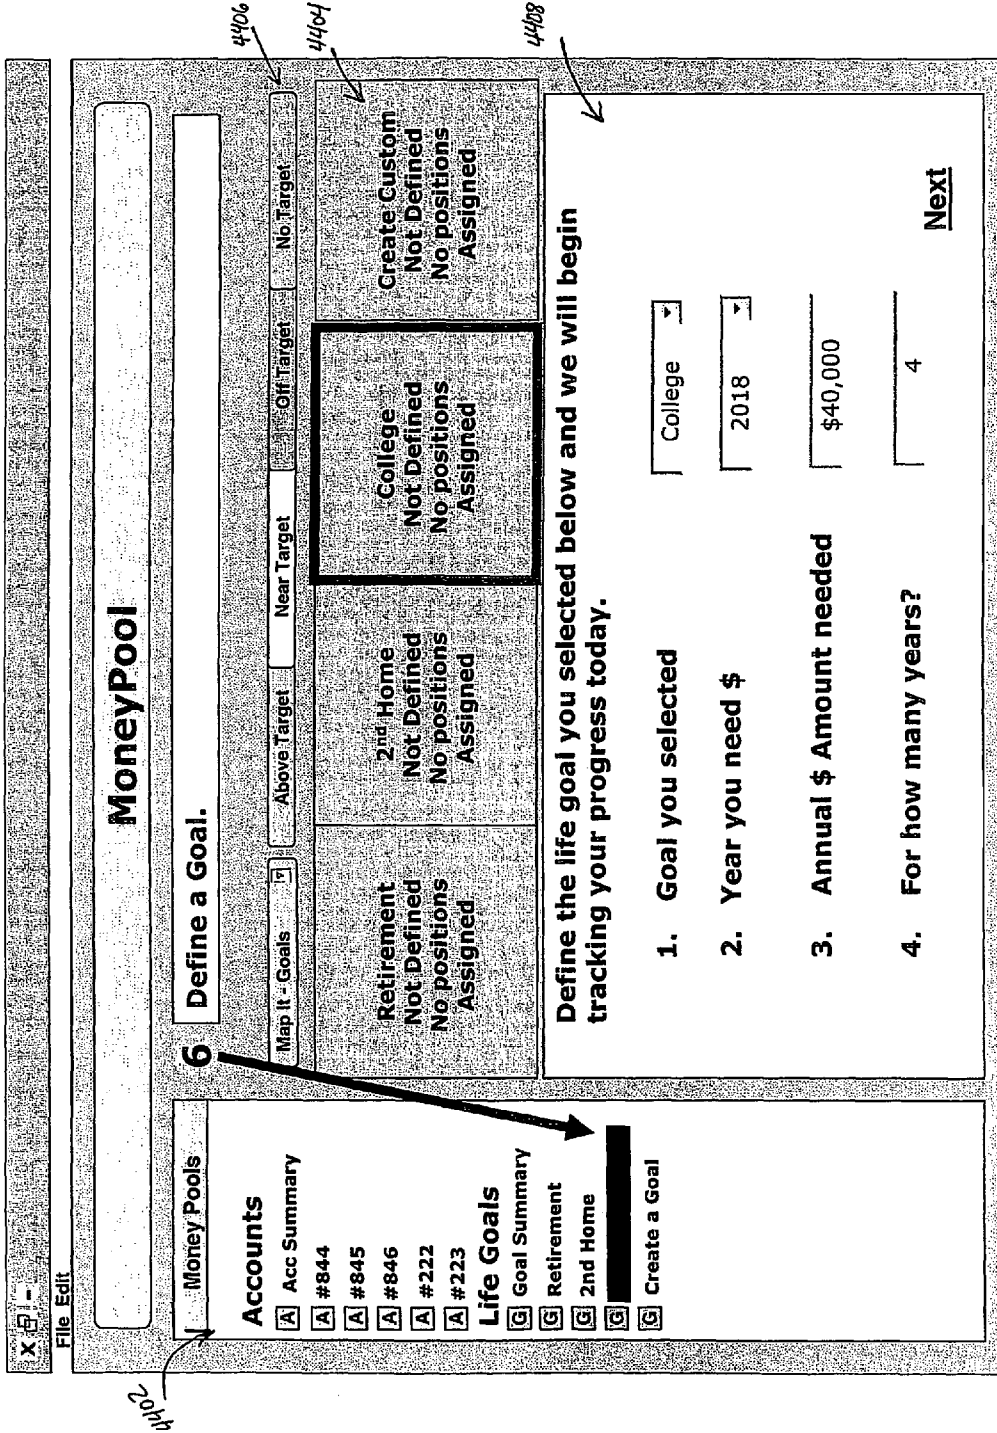 X
File Edit
MoneyPool
Money Pools
6 Define a Goal.
Map It - Goals
Above Target
Near Target
Off Target
No Target
4402
4406
4404
4408
Accounts
A Acc Summary
A #844
A #845
A #846
A #222
A #223
Life Goals
G Goal Summary
G Retirement
G 2nd Home
G
G Create a Goal
Retirement
Not Defined
No positions
Assigned
2nd Home
Not Defined
No positions
Assigned
College
Not Defined
No positions
Assigned
Create Custom
Not Defined
No positions
Assigned
Define the life goal you selected below and we will begin
tracking your progress today.
1. Goal you selected College
2. Year you need $ 2018
3. Annual $ Amount needed $40,000
4. For how many years? 4
Next